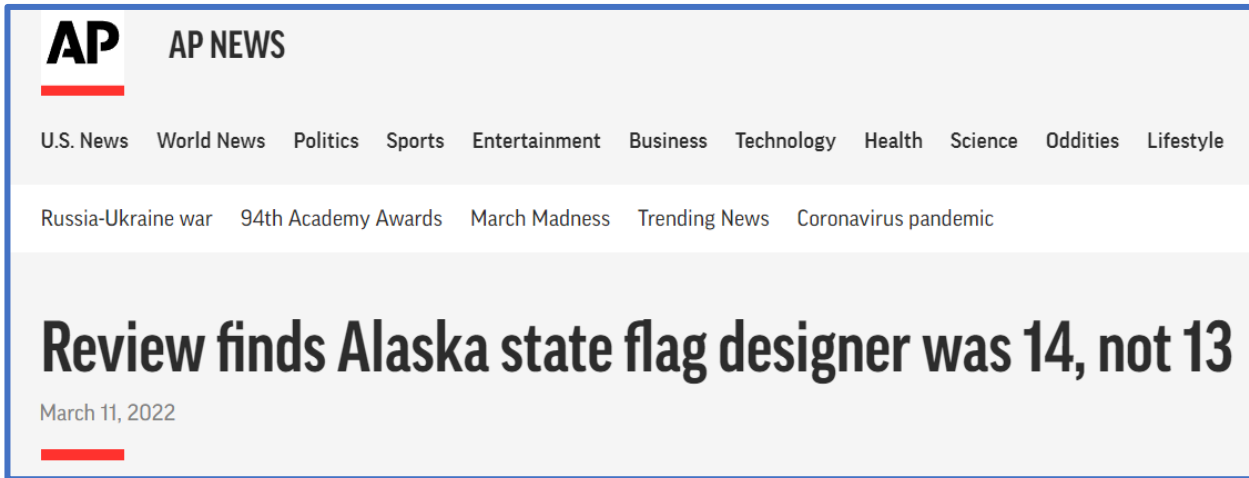 AP AP NEWS
U.S. News World News Politics Sports Entertainment Business Technology Health Science Oddities Lifestyle
Russia-Ukraine war 94th Academy Awards March Madness Trending News Coronavirus pandemic
Review finds Alaska state flag designer was 14, not 13
March 11, 2022